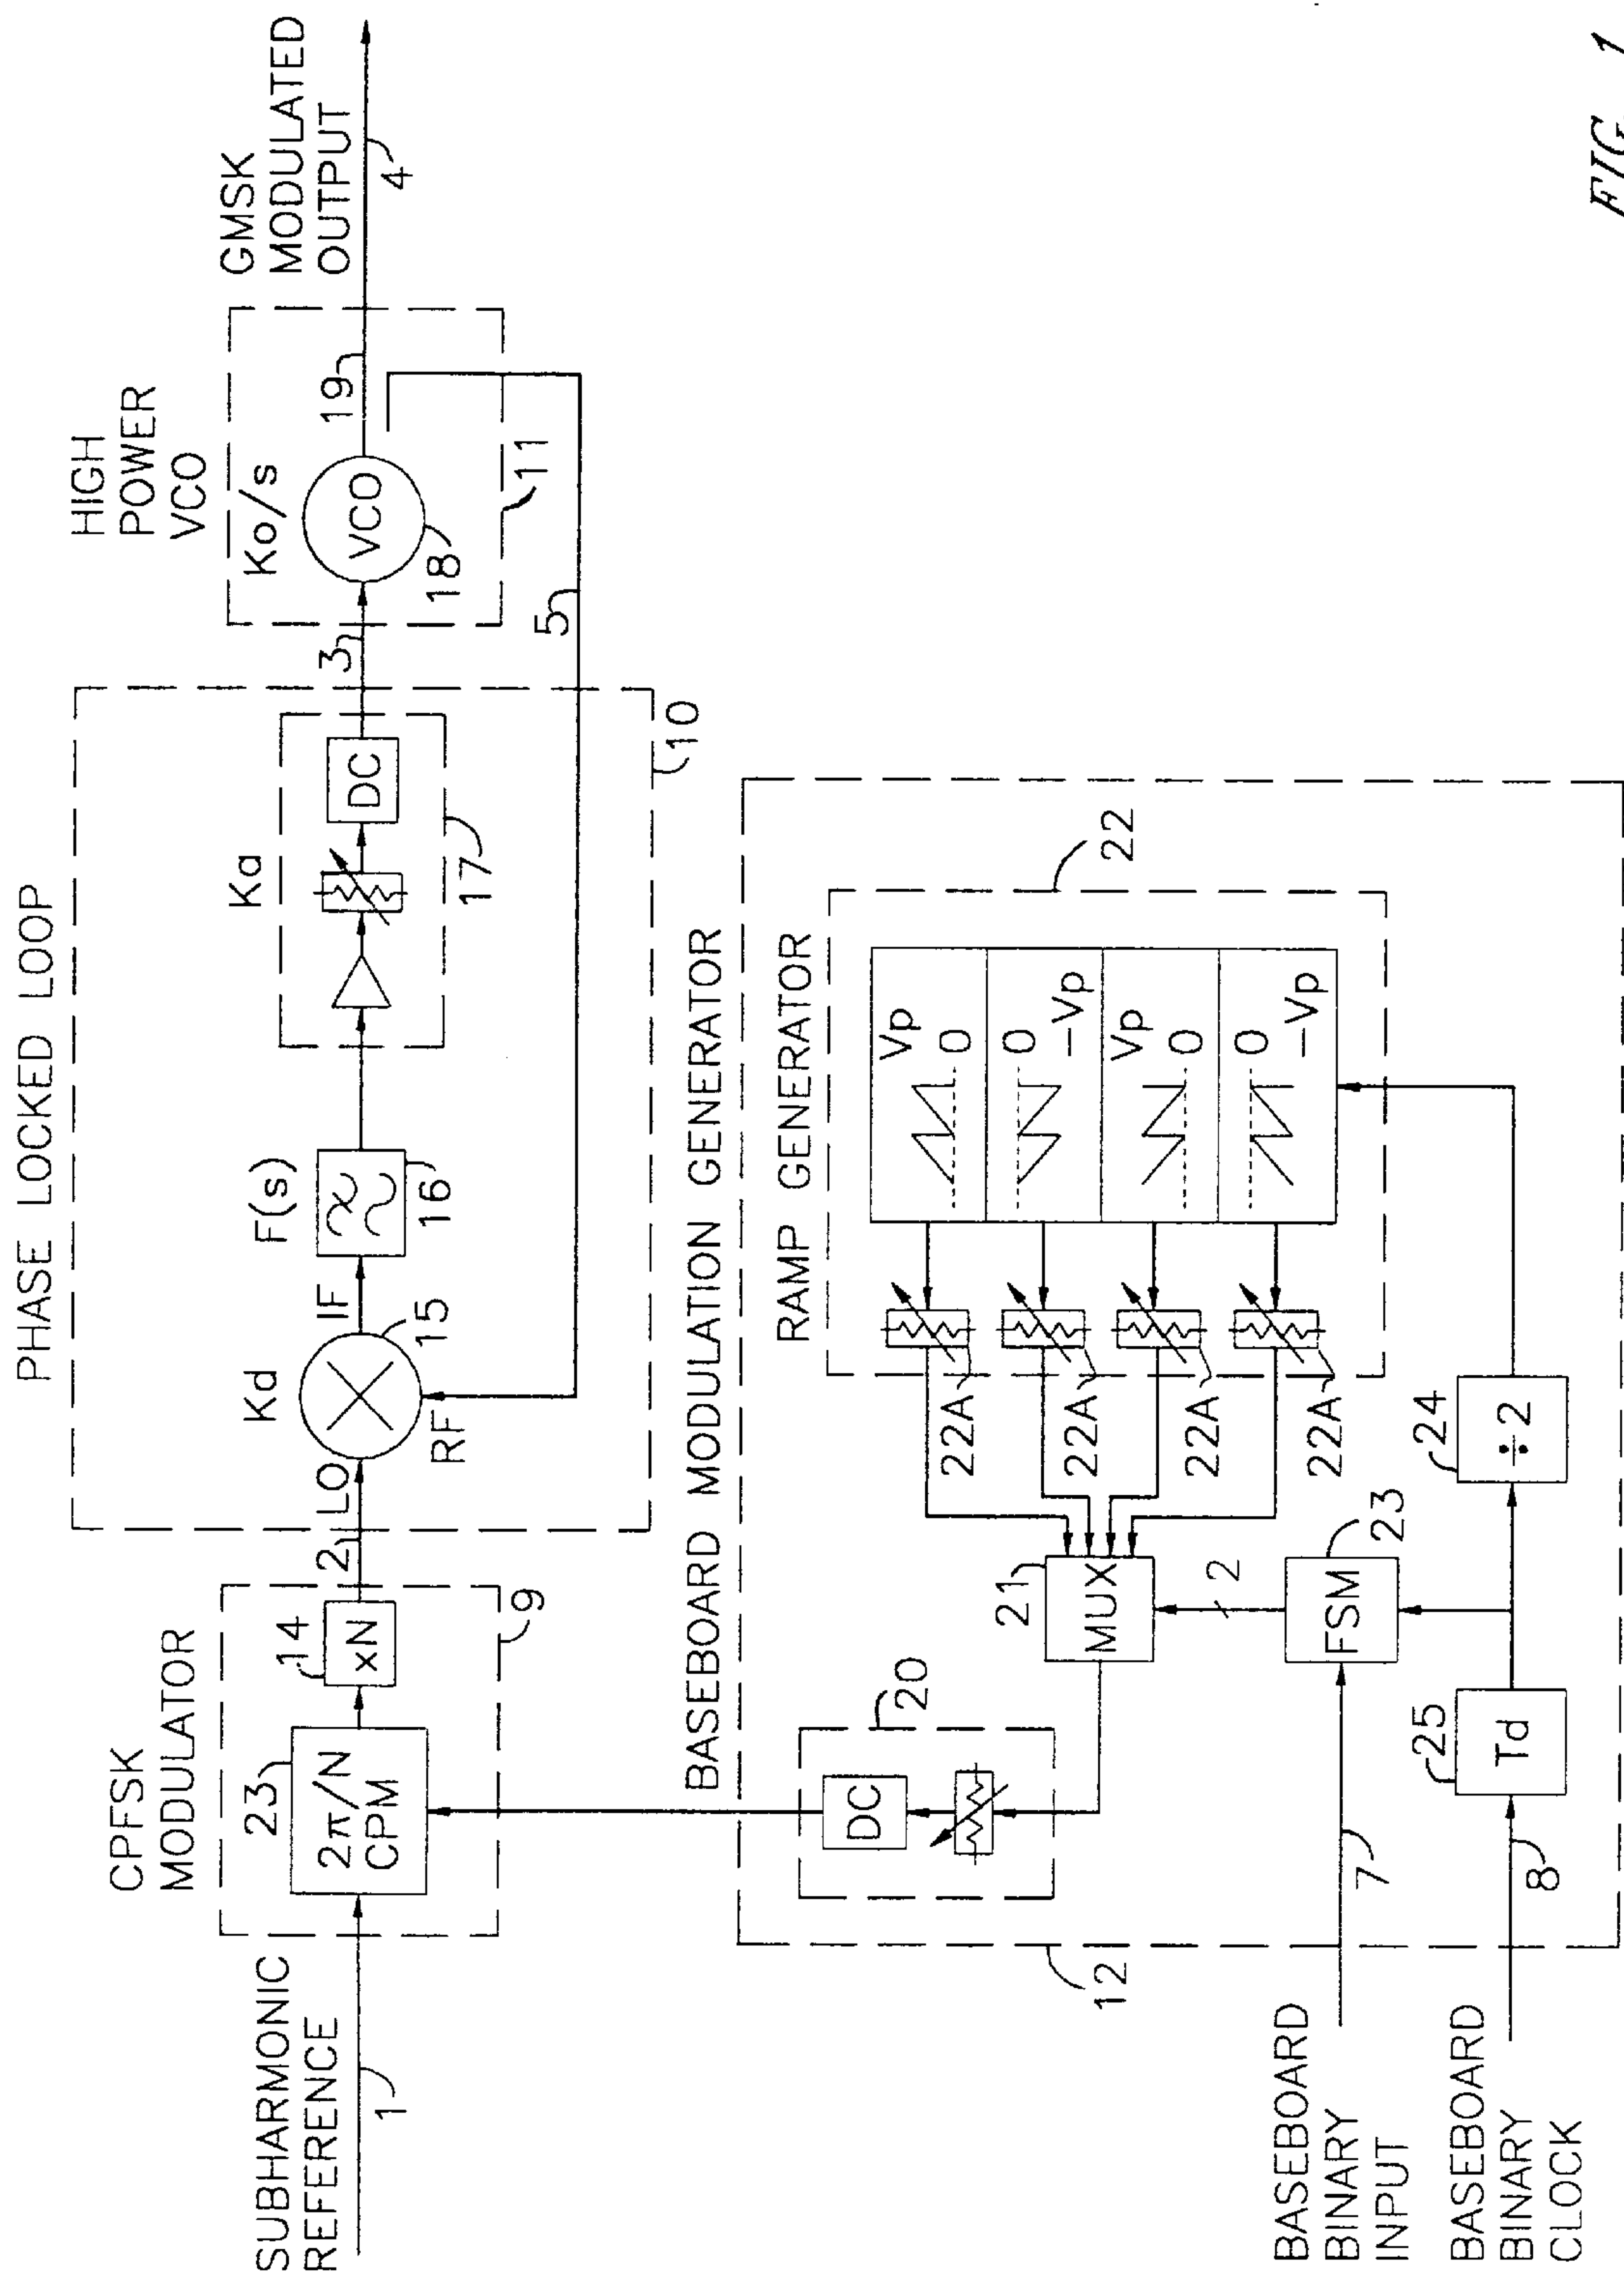 PHASE LOCKED LOOP
HIGH
POWER
VCO
CPFSK
MODULATOR
GMSK
MODULATED
OUTPUT
SUBHARMONIC
REFERENCE
1
23
2π/N
CPM
14
xN
9
2
LO
Kd
15
RF
IF
F(s)
16
Ka
DC
17
10
3
Ko/s
VCO
18
19
11
5
4
BASEBOARD MODULATION GENERATOR
RAMP GENERATOR
22
Vp
0
0
-Vp
Vp
0
0
-Vp
22A
22A
22A
22A
20
DC
21
MUX
2
23
FSM
24
÷2
25
Td
12
7
8
BASEBOARD
BINARY
INPUT
BASEBOARD
BINARY
CLOCK
FIG. 1